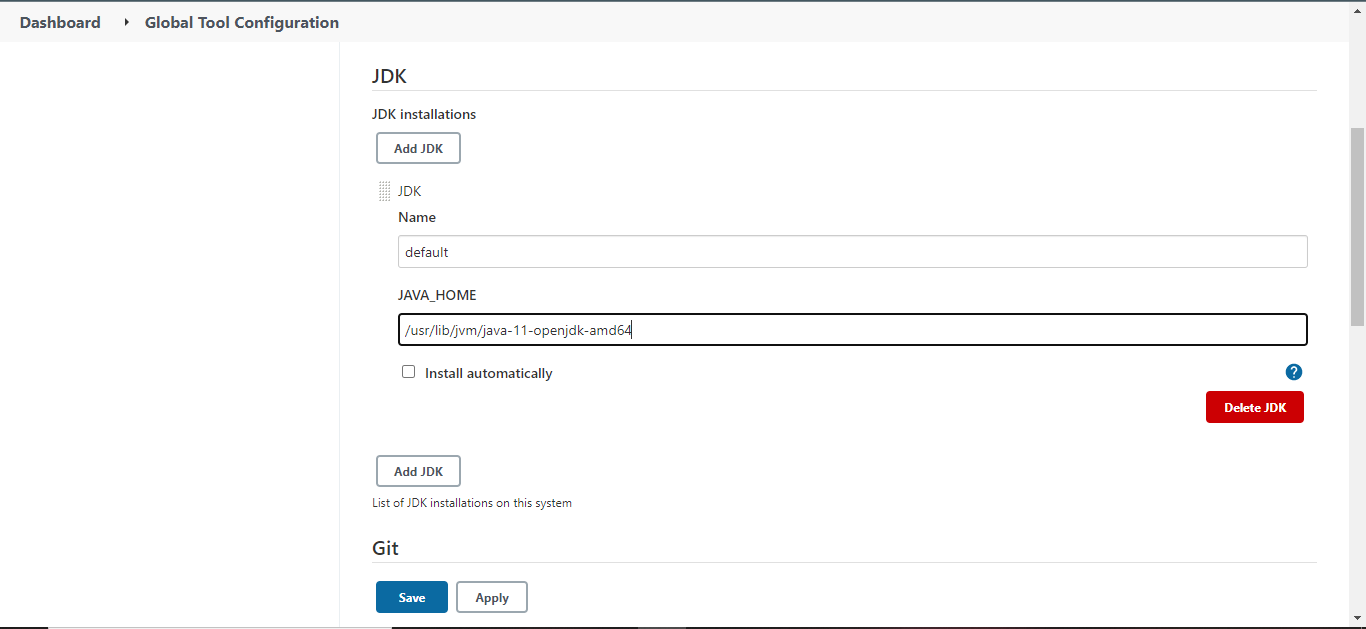 Dashboard
Global Tool Configuration
JDK
JDK installations
Add JDK
JDK
Name
default
JAVA_HOME
/usr/lib/jvm/java-11-openjdk-amd64
Install automatically
?
Delete JDK
Add JDK
List of JDK installations on this system
Git
Save
Apply